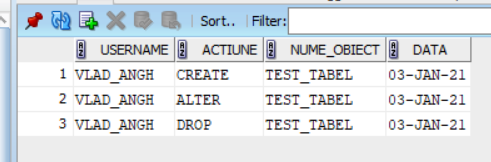 Sort.. Filter:
USERNAME ACTIUNE NUME_OBIECT DATA
1 VLAD_ANGH CREATE TEST_TABEL 03-JAN-21
2 VLAD_ANGH ALTER TEST_TABEL 03-JAN-21
3 VLAD_ANGH DROP TEST_TABEL 03-JAN-21